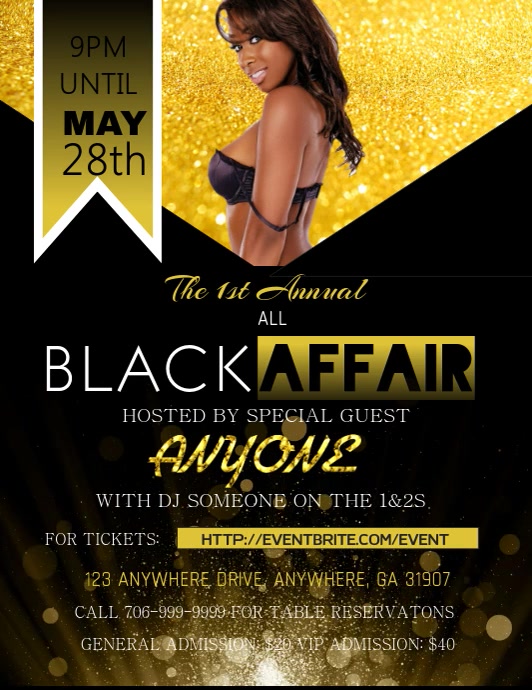 9PM
UNTIL
MAY
28th
The 1st Annual
ALL
BLACKAFFAIR
HOSTED BY SPECIAL GUEST
ANYONE
WITH DJ SOMEONE ON THE 1&2S
FOR TICKETS: HTTP://EVENTBRITE.COM/EVENT
123 ANYWHERE DRIVE, ANYWHERE, GA 31907
CALL 706-999-9999 FOR TABLE RESERVATONS
GENERAL ADMISSION: $20 VIP ADMISSION: $40